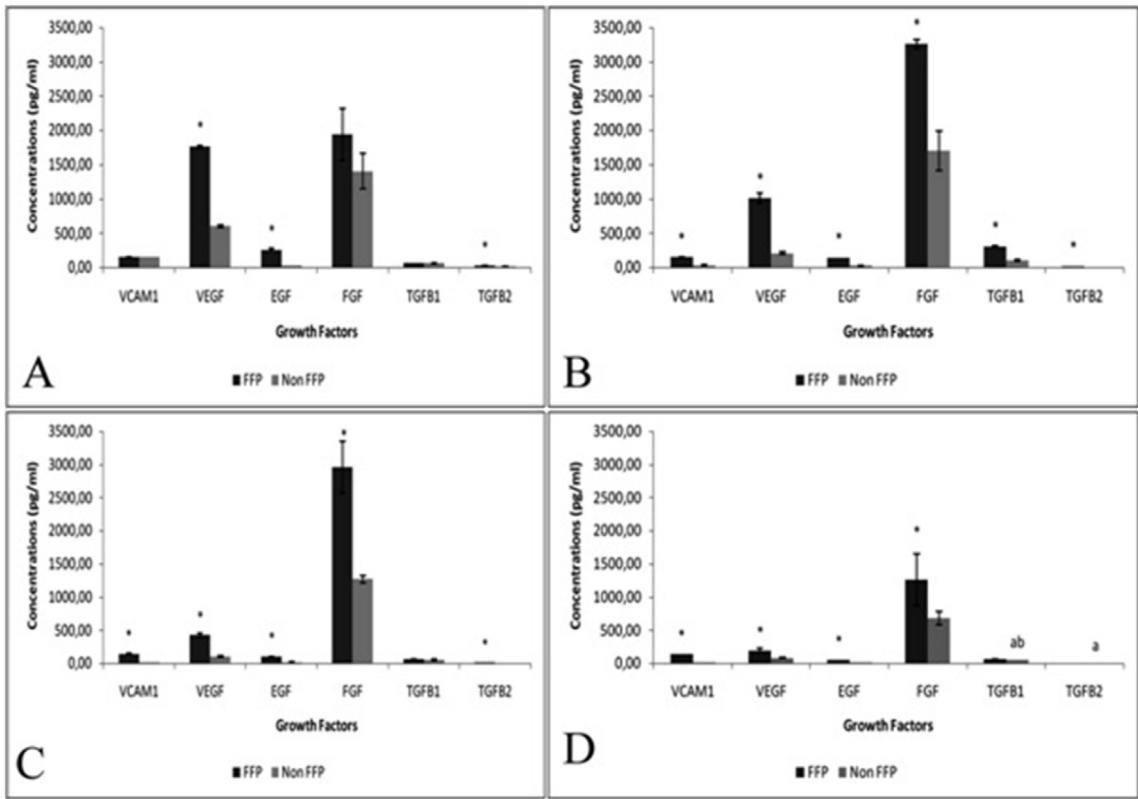 3500,00
3000,00
2500,00
2000,00
1500,00
1000,00
500,00
0,00
Concentrations (pg/ml)
*
*
*
VCAM1 VEGF EGF FGF TGFB1 TGFB2
Growth Factors
FFP Non FFP
A
3500,00
3000,00
2500,00
2000,00
1500,00
1000,00
500,00
0,00
Concentrations (pg/ml)
*
*
*
*
*
*
VCAM1 VEGF EGF FGF TGFB1 TGFB2
Growth Factors
FFP Non FFP
B
3500,00
3000,00
2500,00
2000,00
1500,00
1000,00
500,00
0,00
Concentrations (pg/ml)
*
*
*
*
*
VCAM1 VEGF EGF FGF TGFB1 TGFB2
Growth Factors
FFP Non FFP
C
3500,00
3000,00
2500,00
2000,00
1500,00
1000,00
500,00
0,00
Concentrations (pg/ml)
*
*
*
*
ab
a
VCAM1 VEGF EGF FGF TGFB1 TGFB2
Growth Factors
FFP Non FFP
D